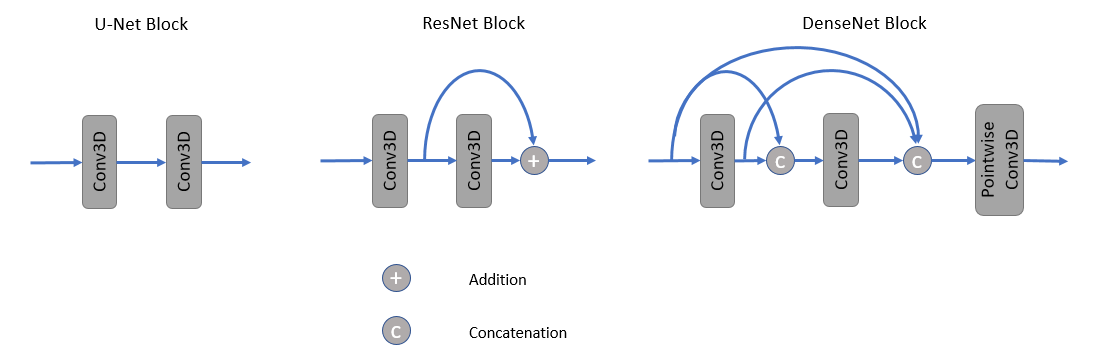 U-Net Block
ResNet Block
DenseNet Block
Conv3D
Conv3D
Conv3D
Conv3D
+
Conv3D
C
Conv3D
C
Pointwise
Conv3D
+
Addition
C
Concatenation